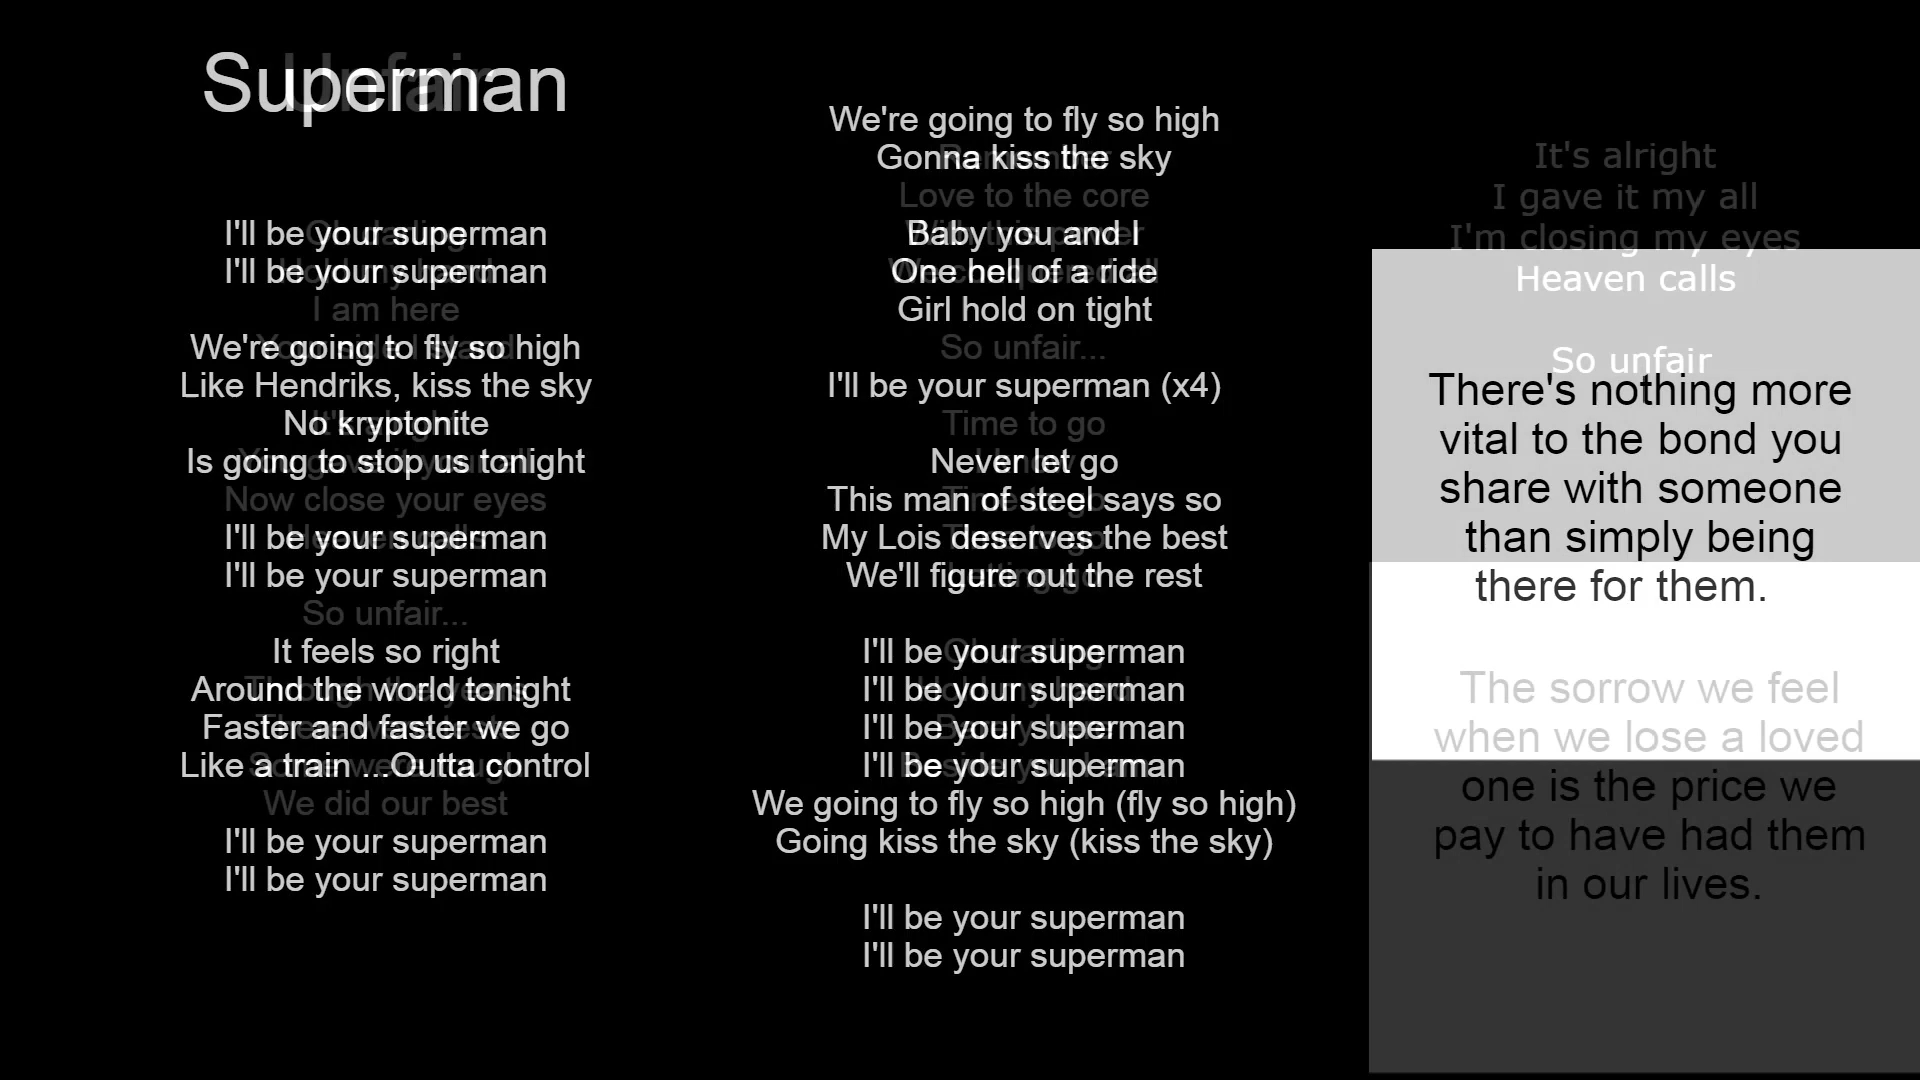 Superman
Unfair
I'll be your superman
I'll be your superman
I am here
We're going to fly so high
Like Hendriks, kiss the sky
No kryptonite
Is going to stop us tonight
Now close your eyes
I'll be your superman
I'll be your superman
So unfair...
It feels so right
Around the world tonight
Faster and faster we go
Like a train ...Outta control
We did our best
I'll be your superman
I'll be your superman
We're going to fly so high
Gonna kiss the sky
Love to the core
Baby you and I
One hell of a ride
Girl hold on tight
So unfair...
I'll be your superman (x4)
Time to go
Never let go
This man of steel says so
My Lois deserves the best
We'll figure out the rest
I'll be your superman
I'll be your superman
I'll be your superman
I'll be your superman
We going to fly so high (fly so high)
Going kiss the sky (kiss the sky)
I'll be your superman
I'll be your superman
It's alright
I gave it my all
I'm closing my eyes
Heaven calls
So unfair
There's nothing more
vital to the bond you
share with someone
than simply being
there for them.
The sorrow we feel
when we lose a loved
one is the price we
pay to have had them
in our lives.